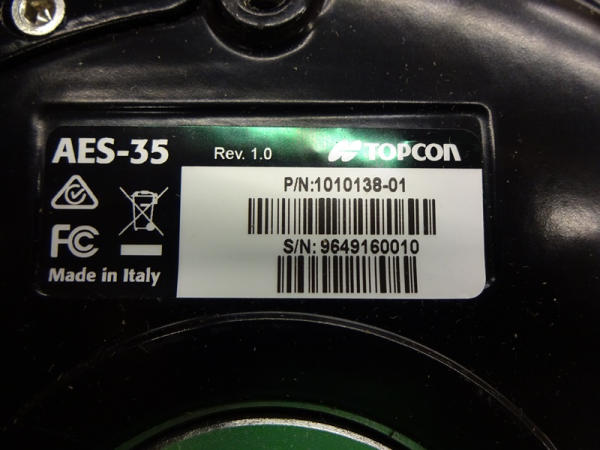 AES-35 Rev. 1.0 TOPCON
P/N:1010138-01
S/N: 9649160010
FC
Made in Italy